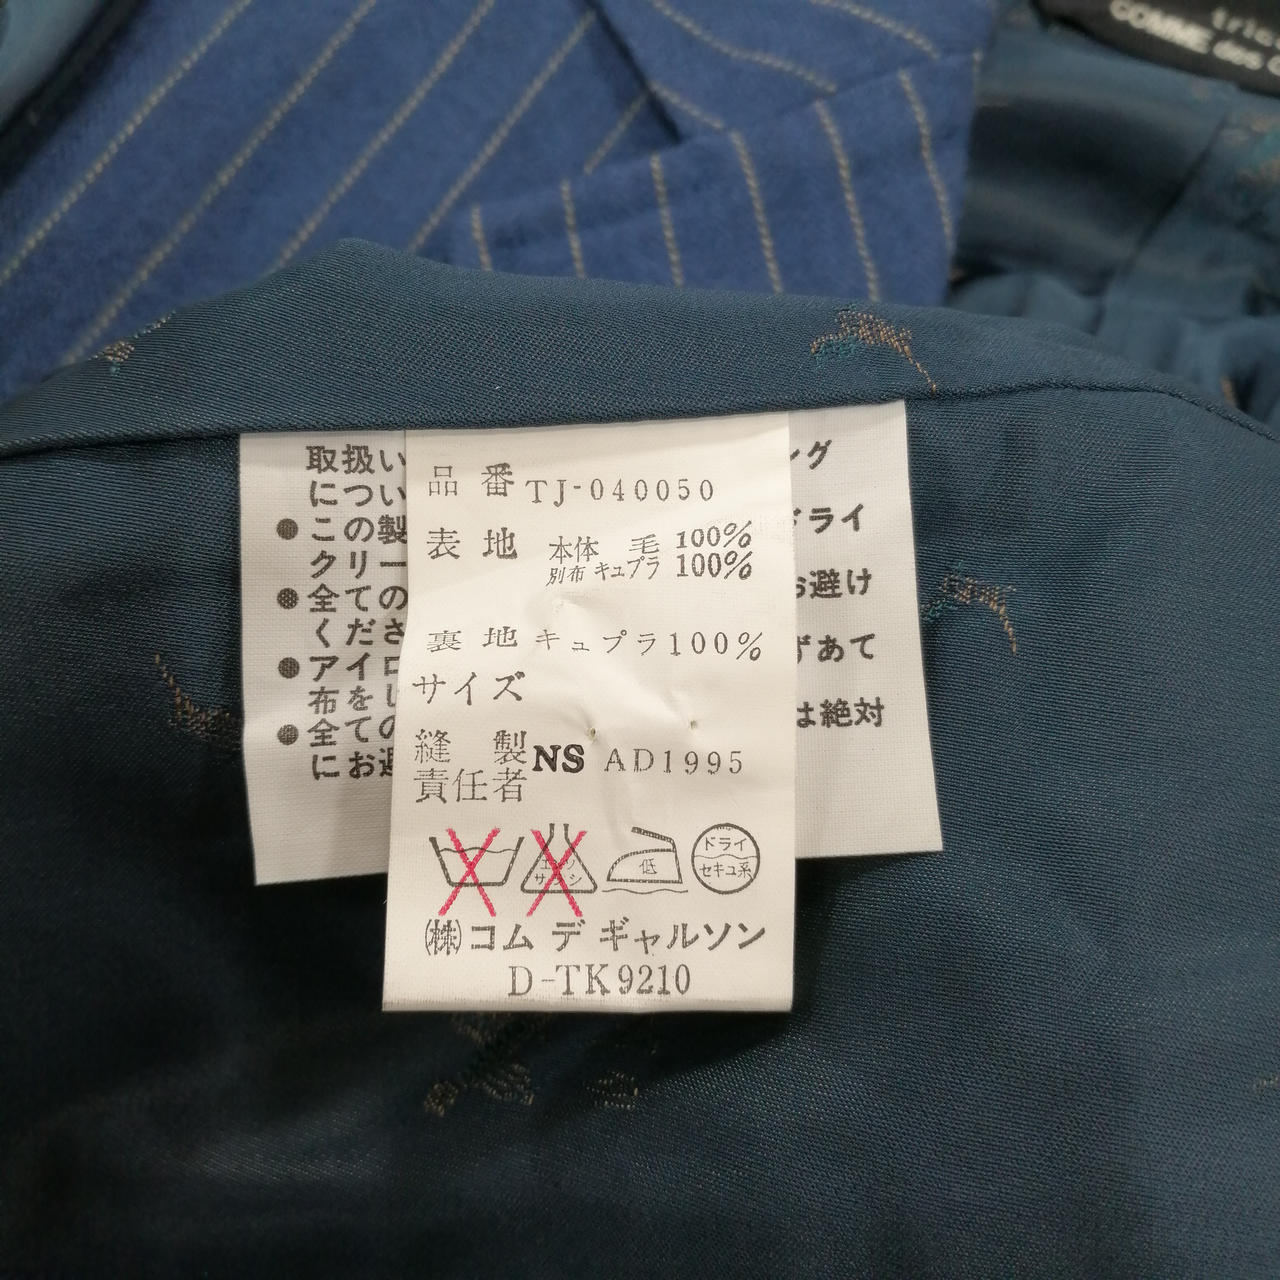 COMME des
品番 TJ-040050
表地 本体 毛 100%
別布 キュプラ 100%
裏地 キュプラ100%
サイズ
縫製 NS AD1995
責任者
低
ドライ
セキユ系
㈱コム デ ギャルソン
D-TK9210
取扱い
につい
●この製
クリー
●全ての
くださ
●アイロ
布をし
●全ての
にお避
ング
ドライ
お避け
ずあて
は絶対